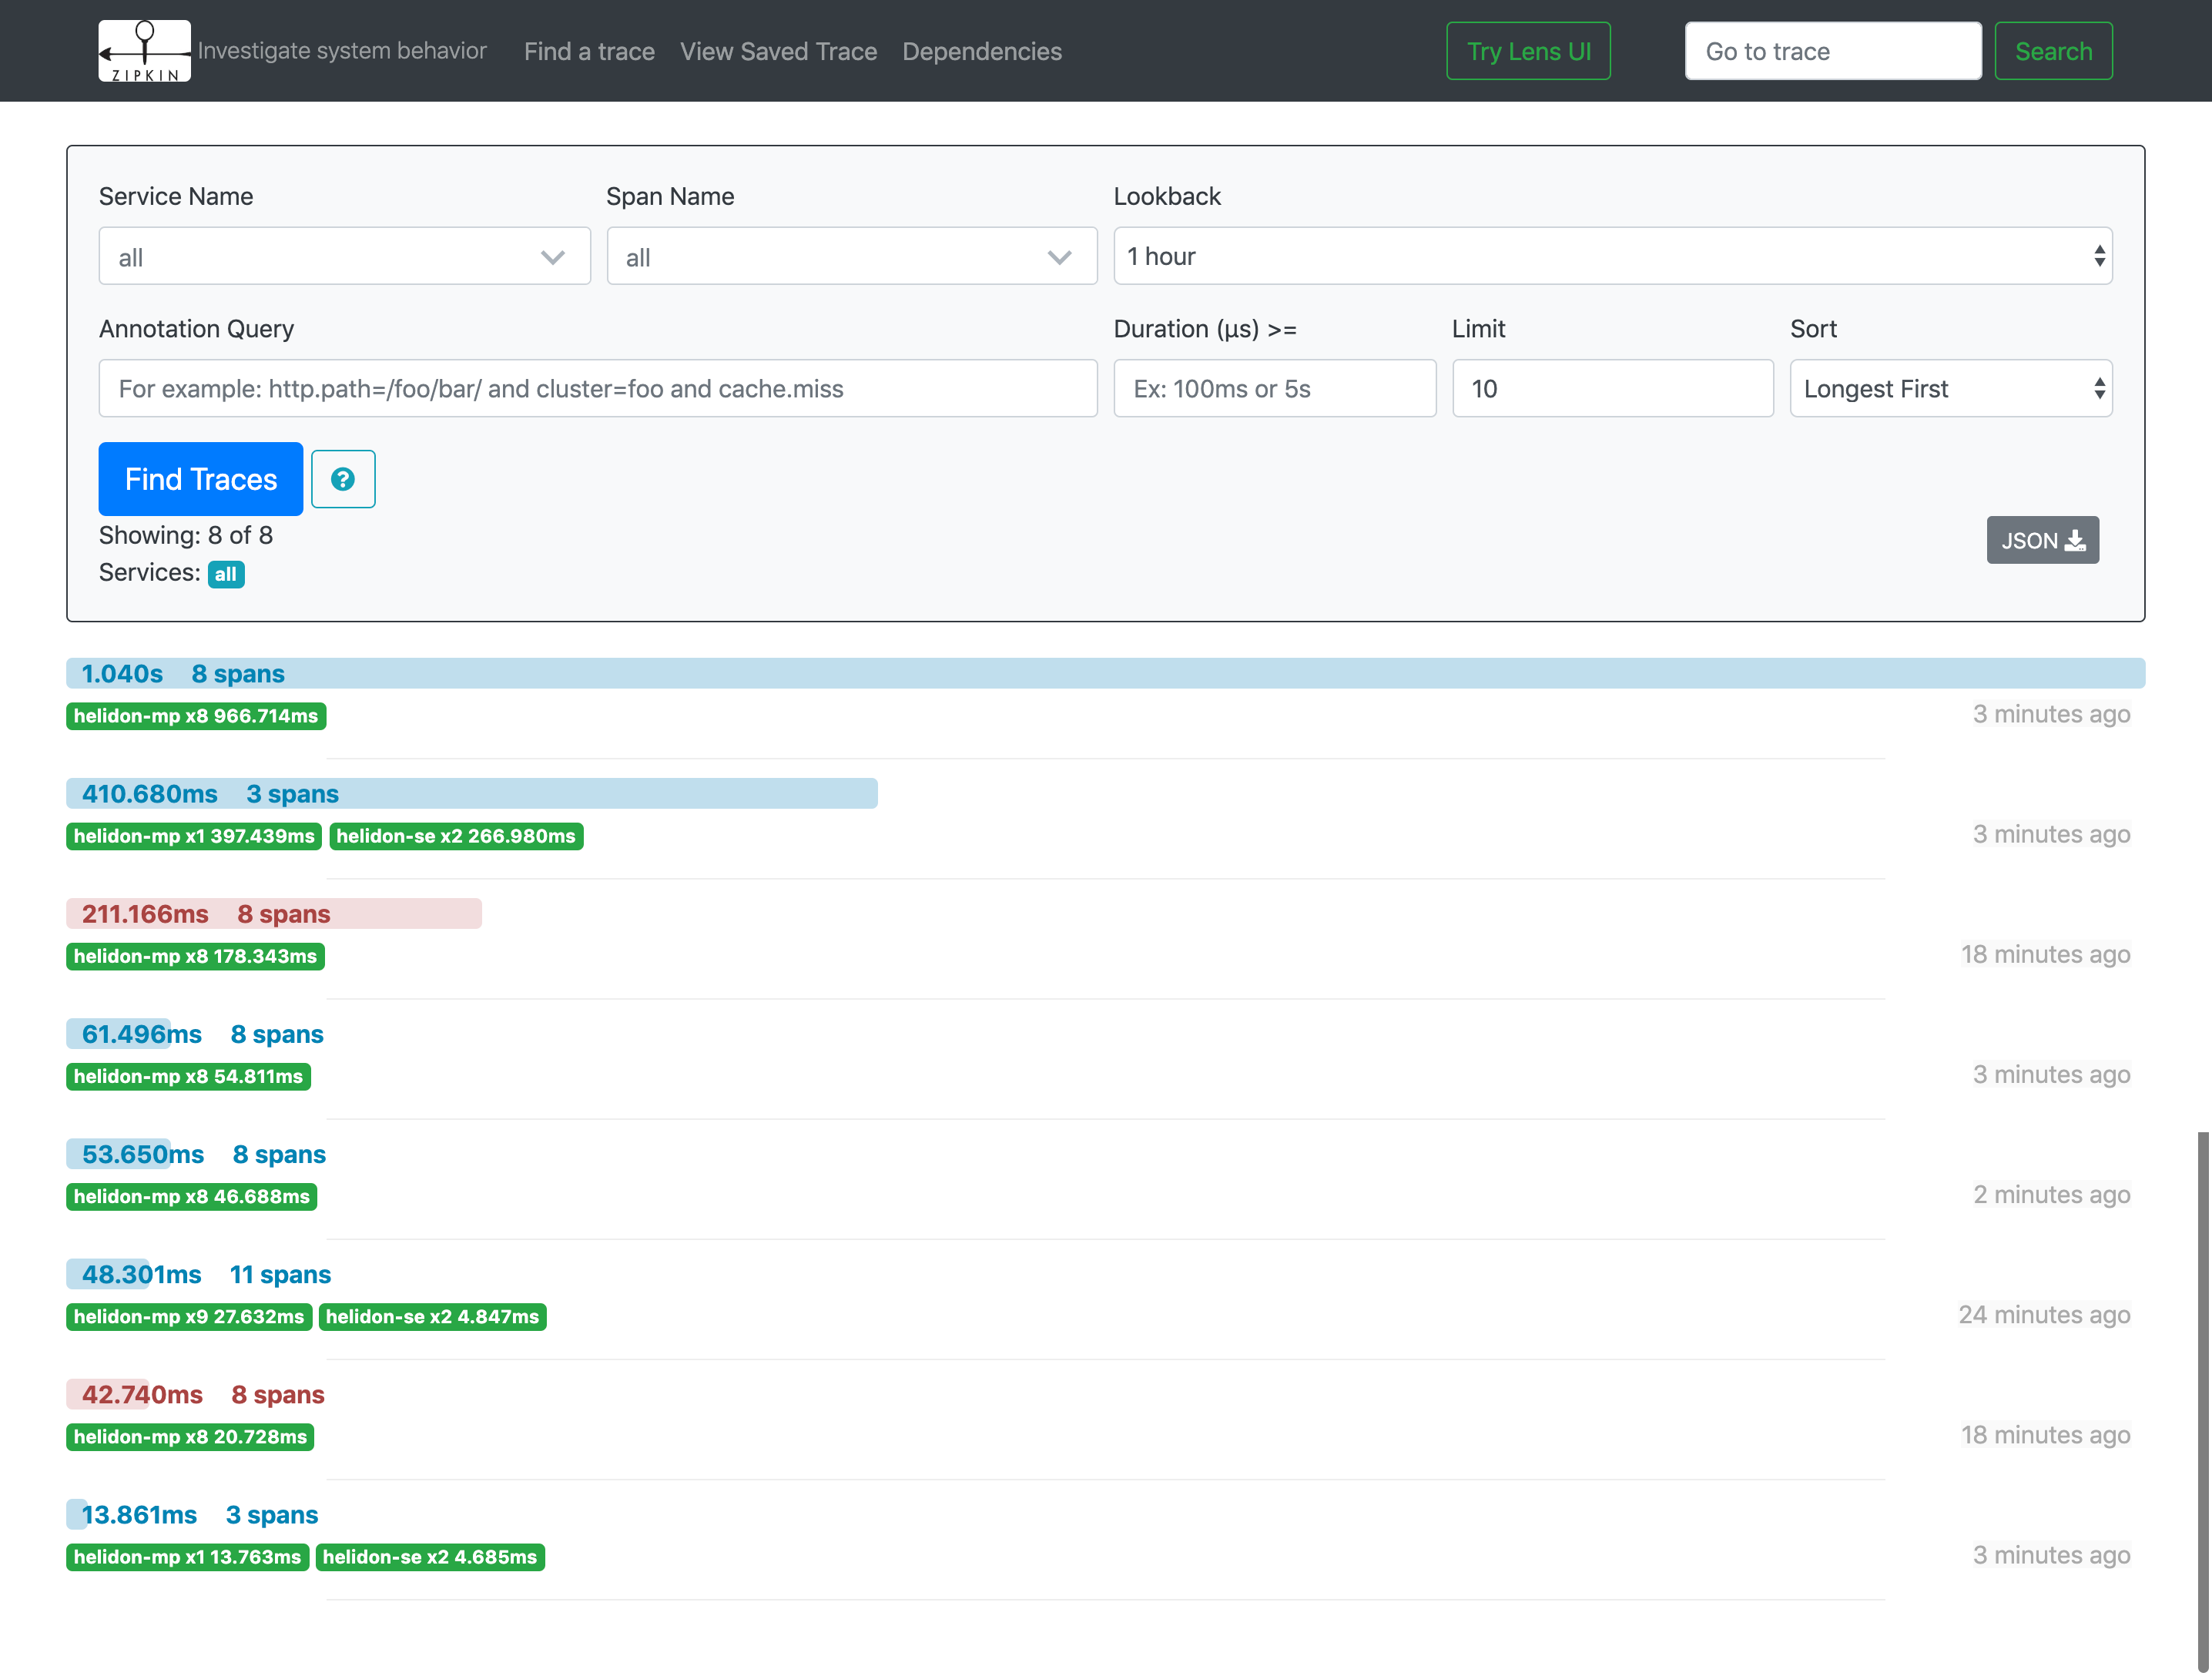 ZIPKIN Investigate system behavior Find a trace View Saved Trace Dependencies Try Lens UI Go to trace Search
Service Name Span Name Lookback
all all 1 hour
Annotation Query Duration (µs) >= Limit Sort
For example: http.path=/foo/bar/ and cluster=foo and cache.miss Ex: 100ms or 5s 10 Longest First
Find Traces ?
Showing: 8 of 8
JSON
Services: all
1.040s 8 spans
helidon-mp x8 966.714ms 3 minutes ago
410.680ms 3 spans
helidon-mp x1 397.439ms helidon-se x2 266.980ms 3 minutes ago
211.166ms 8 spans
helidon-mp x8 178.343ms 18 minutes ago
61.496ms 8 spans
helidon-mp x8 54.811ms 3 minutes ago
53.650ms 8 spans
helidon-mp x8 46.688ms 2 minutes ago
48.301ms 11 spans
helidon-mp x9 27.632ms helidon-se x2 4.847ms 24 minutes ago
42.740ms 8 spans
helidon-mp x8 20.728ms 18 minutes ago
13.861ms 3 spans
helidon-mp x1 13.763ms helidon-se x2 4.685ms 3 minutes ago